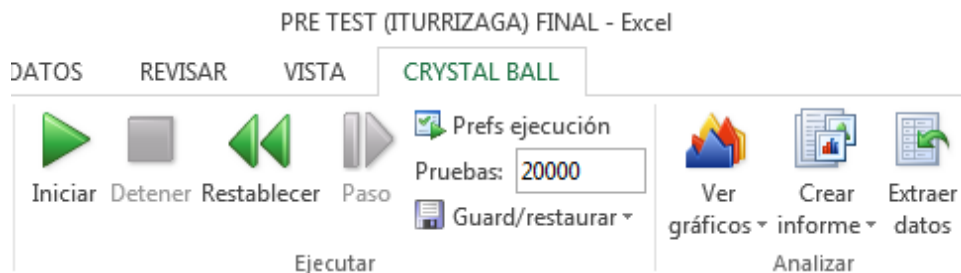 PRE TEST (ITURRIZAGA) FINAL - Excel
DATOS REVISAR VISTA CRYSTAL BALL
Iniciar Detener Restablecer Paso
Prefs ejecución
Pruebas: 20000
Guard/restaurar
Ver gráficos
Crear informe
Extraer datos
Ejecutar Analizar